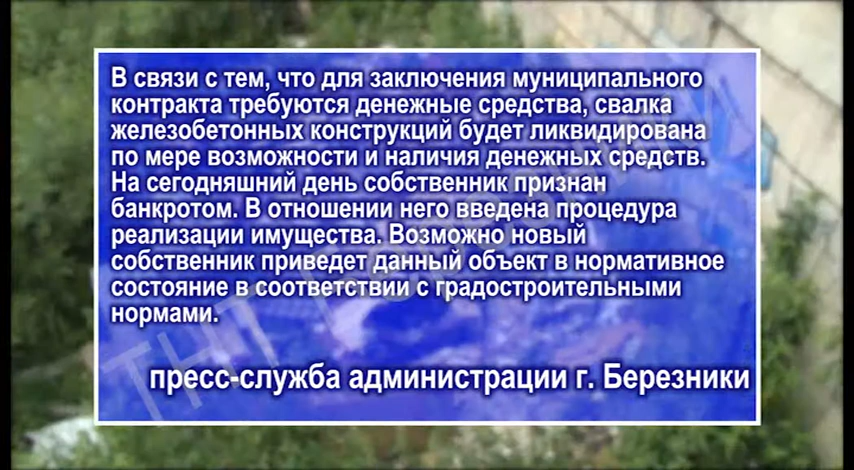 В связи с тем, что для заключения муниципального
контракта требуются денежные средства, свалка
железобетонных конструкций будет ликвидирована
по мере возможности и наличия денежных средств.
На сегодняшний день собственник признан
банкротом. В отношении него введена процедура
реализации имущества. Возможно новый
собственник приведет данный объект в нормативное
состояние в соответствии с градостроительными
нормами.
пресс-служба администрации г. Березники